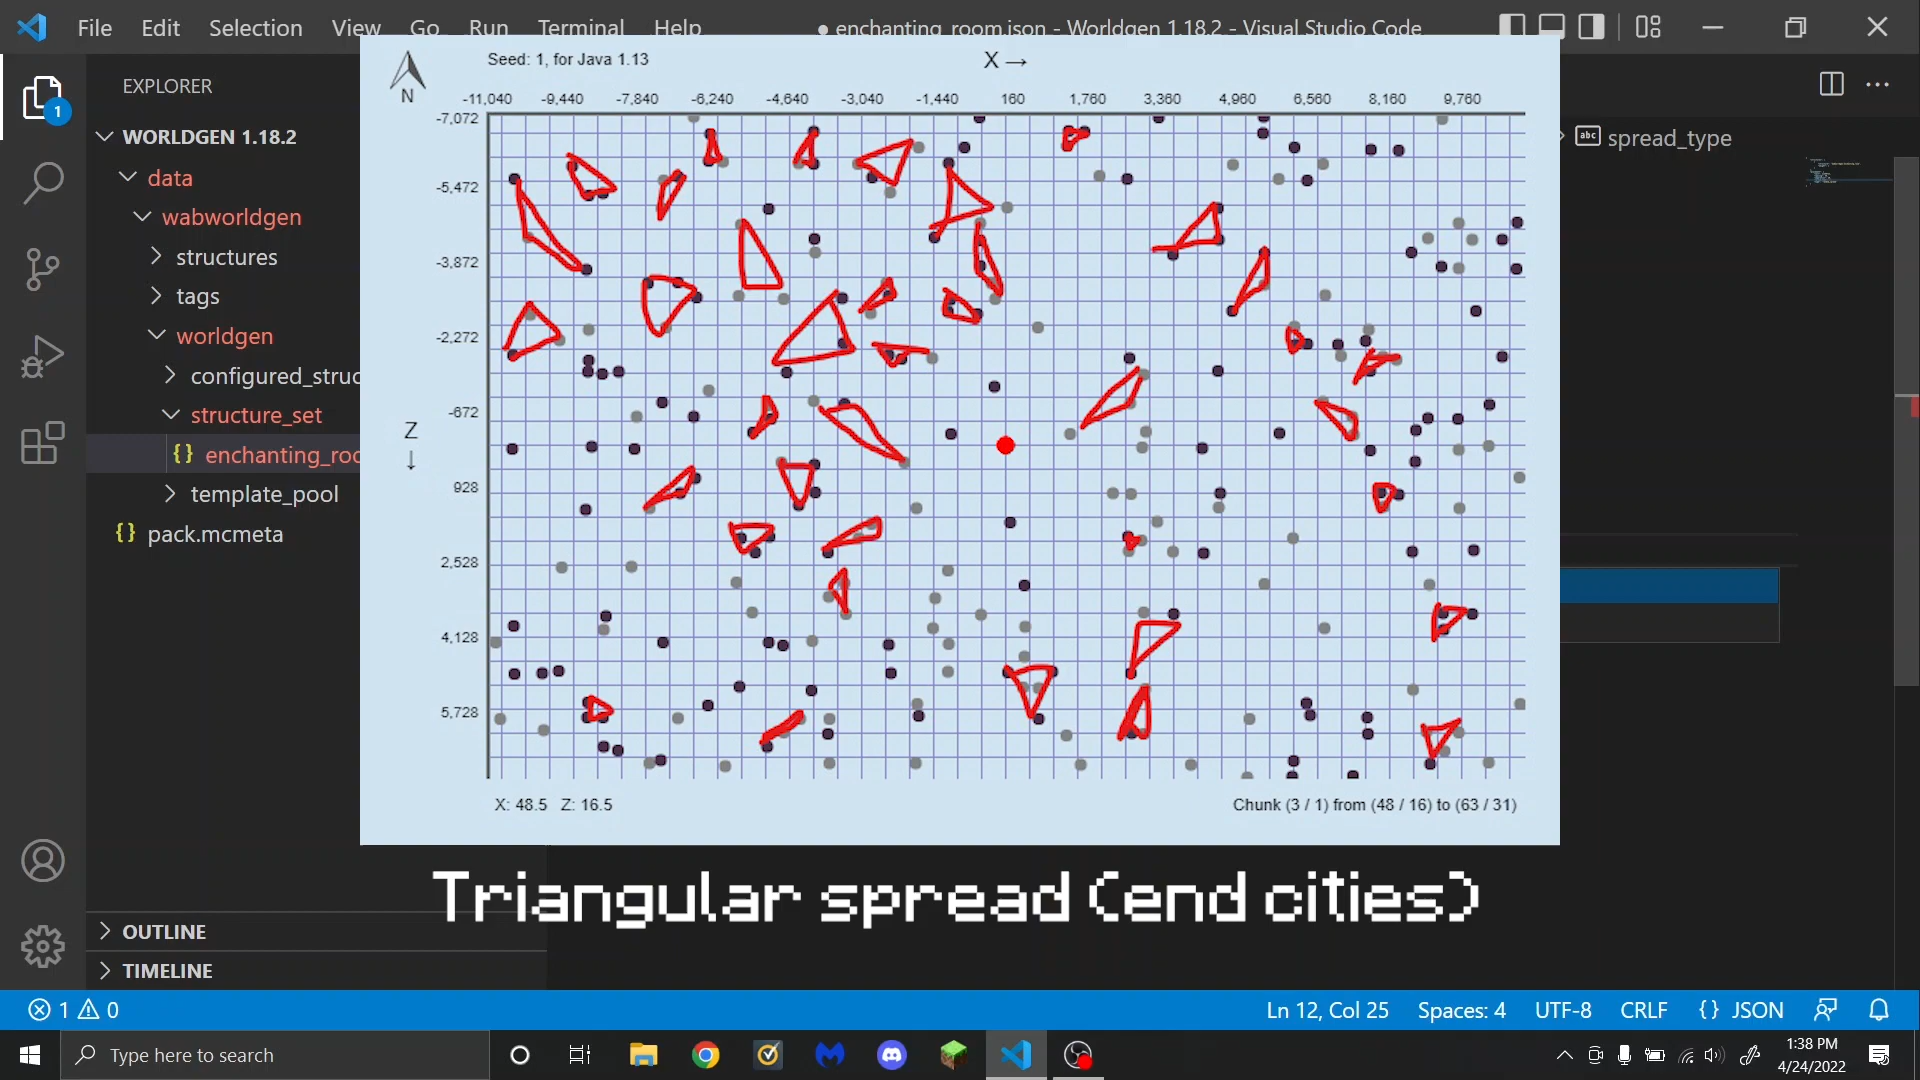 File Edit Selection View Go Run Terminal Help
● enchanting_room.json - Worldgen 1.18.2 - Visual Studio Code
EXPLORER
1
WORLDGEN 1.18.2
data
wabworldgen
structures
tags
worldgen
configured_struc
structure_set
{} enchanting_roo
template_pool
{} pack.mcmeta
OUTLINE
TIMELINE
abc spread_type
N
Seed: 1, for Java 1.13
X →
-11,040 -9,440 -7,840 -6,240 -4,640 -3,040 -1,440 160 1,760 3,360 4,960 6,560 8,160 9,760
-7,072
-5,472
-3,872
-2,272
-672
928
2,528
4,128
5,728
Z
↓
X: 48.5 Z: 16.5
Chunk (3 / 1) from (48 / 16) to (63 / 31)
Triangular spread (end cities)
1 0
Ln 12, Col 25 Spaces: 4 UTF-8 CRLF {} JSON
Type here to search
1:38 PM
4/24/2022